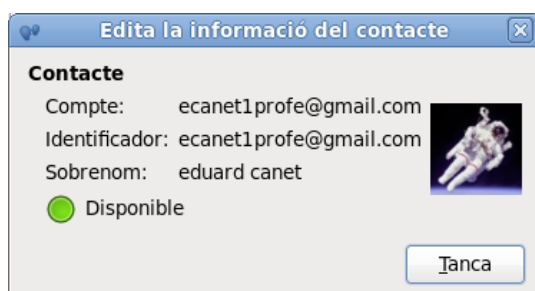 Edita la informació del contacte
Contacte
Compte: ecanet1profe@gmail.com
Identificador: ecanet1profe@gmail.com
Sobrenom: eduard canet
Disponible
Tanca